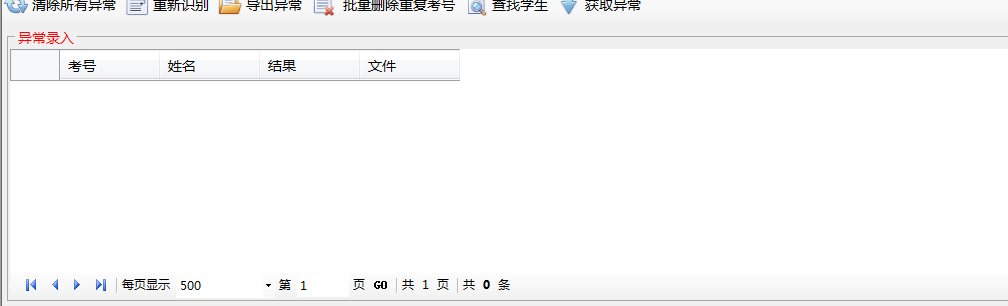 清除所有异常 重新识别 导出异常 批量删除重复考号 查找学生 获取异常
异常录入
考号 姓名 结果 文件
每页显示 500 第 1 页 GO 共 1 页 共 0 条